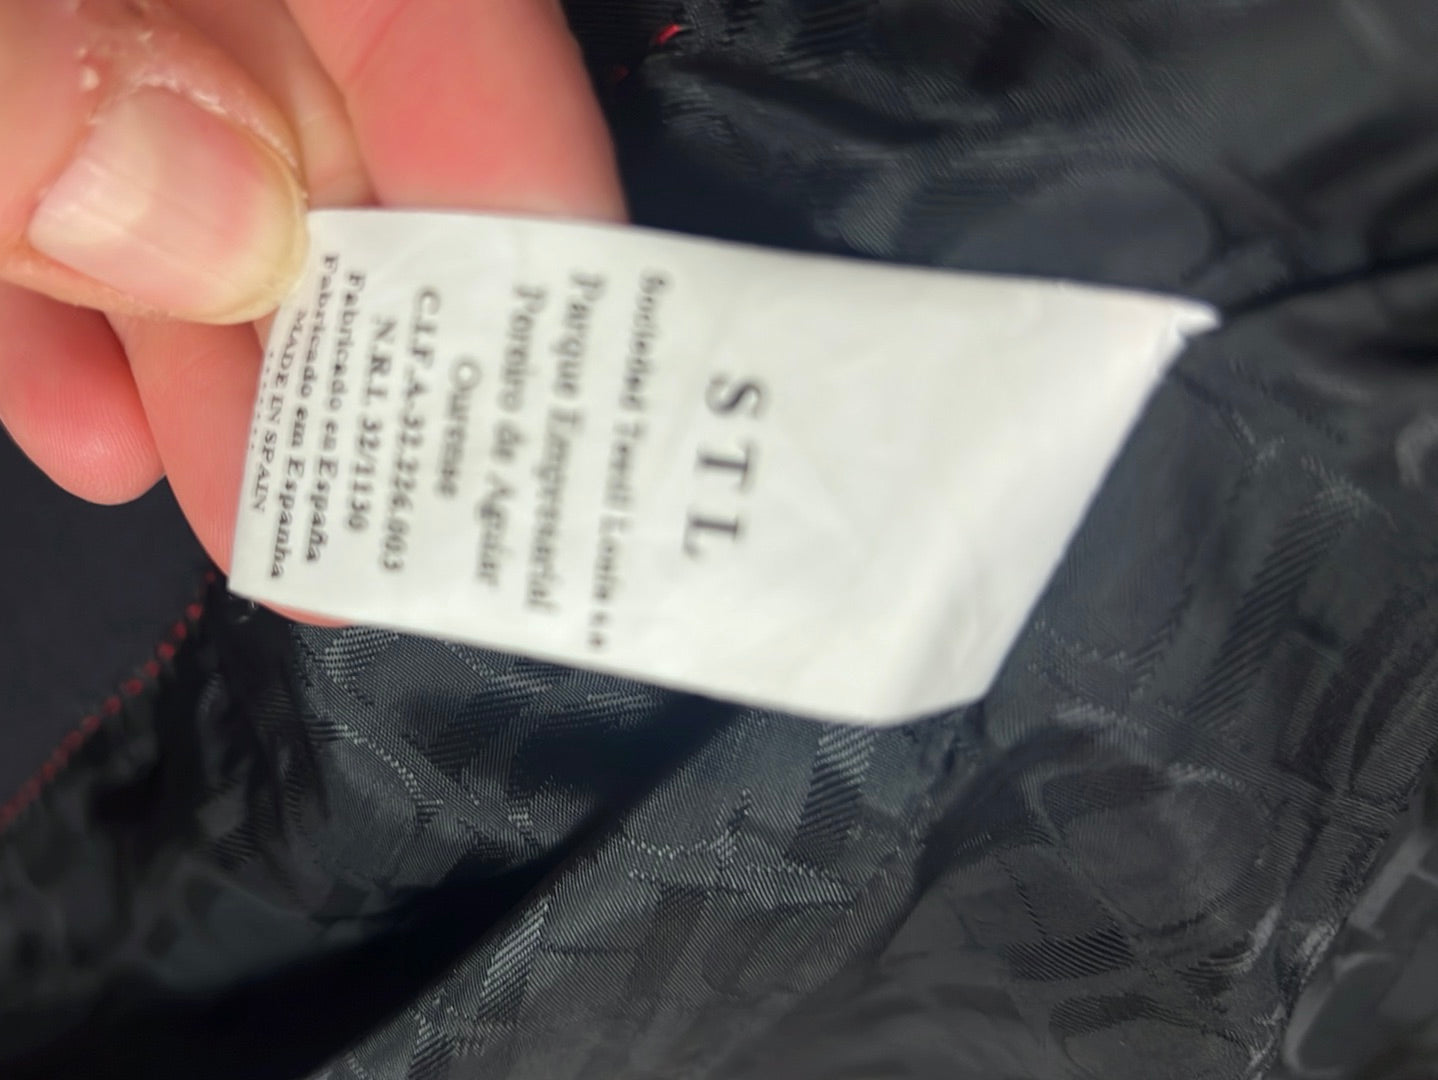 STL
Sociedad Textil Lonia s.a.
Parque Empresarial
Pereiro de Aguiar
Ourense
C.I.F. A-32.226.003
N.R.I. 32/1130
Fabricado en España
Fabricado em Espanha
MADE IN SPAIN